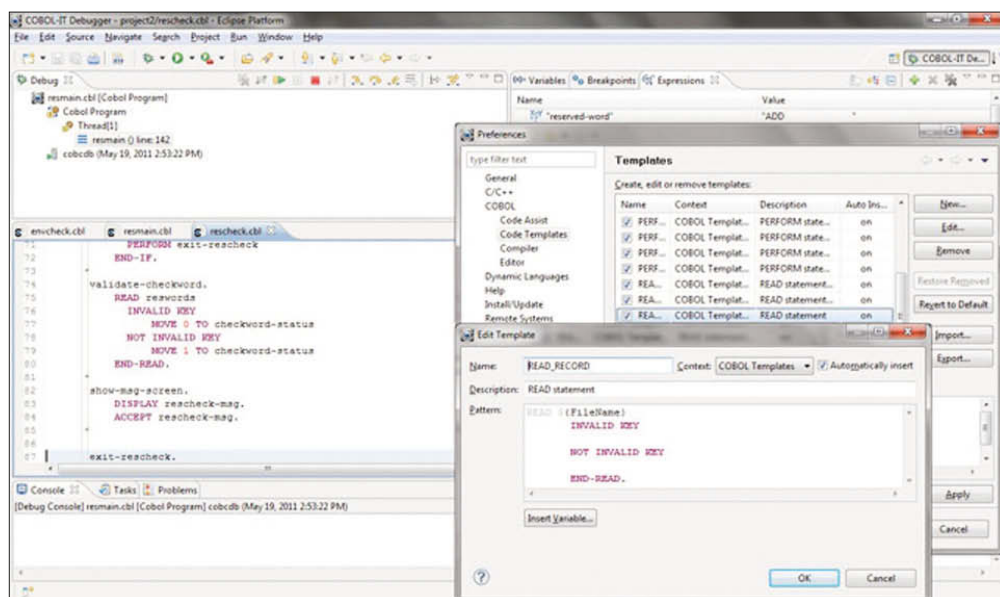 COBOL-IT Debugger - project2/rescheck.cbl - Eclipse Platform
File Edit Source Navigate Search Project Run Window Help
COBOL-IT De...
Debug
resmain.cbl [Cobol Program]
Cobol Program
Thread[1]
resmain () line: 142
cobcdb (May 19, 2011 2:53:22 PM)
Variables Breakpoints Expressions
Name Value
"reserved-word" "ADD "
envcheck.cbl resmain.cbl rescheck.cbl
71 PERFORM exit-rescheck
72 END-IF.
73 *
74 validate-checkword.
75 READ reswords
76 INVALID KEY
77 MOVE 0 TO checkword-status
78 NOT INVALID KEY
79 MOVE 1 TO checkword-status
80 END-READ.
81 *
82 show-msg-screen.
83 DISPLAY rescheck-msg.
84 ACCEPT rescheck-msg.
85 *
86
87 exit-rescheck.
Console Tasks Problems
[Debug Console] resmain.cbl [Cobol Program] cobcdb (May 19, 2011 2:53:22 PM)
Preferences
type filter text
General
C/C++
COBOL
Code Assist
Code Templates
Compiler
Editor
Dynamic Languages
Help
Install/Update
Remote Systems
Templates
Create, edit or remove templates:
Name Context Description Auto Ins...
PERF... COBOL Templat... PERFORM state... on
PERF... COBOL Templat... PERFORM state... on
PERF... COBOL Templat... PERFORM state... on
PERF... COBOL Templat... PERFORM state... on
REA... COBOL Templat... READ statement... on
REA... COBOL Templat... READ statement... on
REA... COBOL Templat... READ statement on
New...
Edit...
Remove
Restore Removed
Revert to Default
Import...
Export...
Apply
Cancel
Edit Template
Name: READ_RECORD Context: COBOL Templates Automatically insert
Description: READ statement
Pattern: READ ${FileName}
INVALID KEY
NOT INVALID KEY
END-READ.
Insert Variable...
OK Cancel